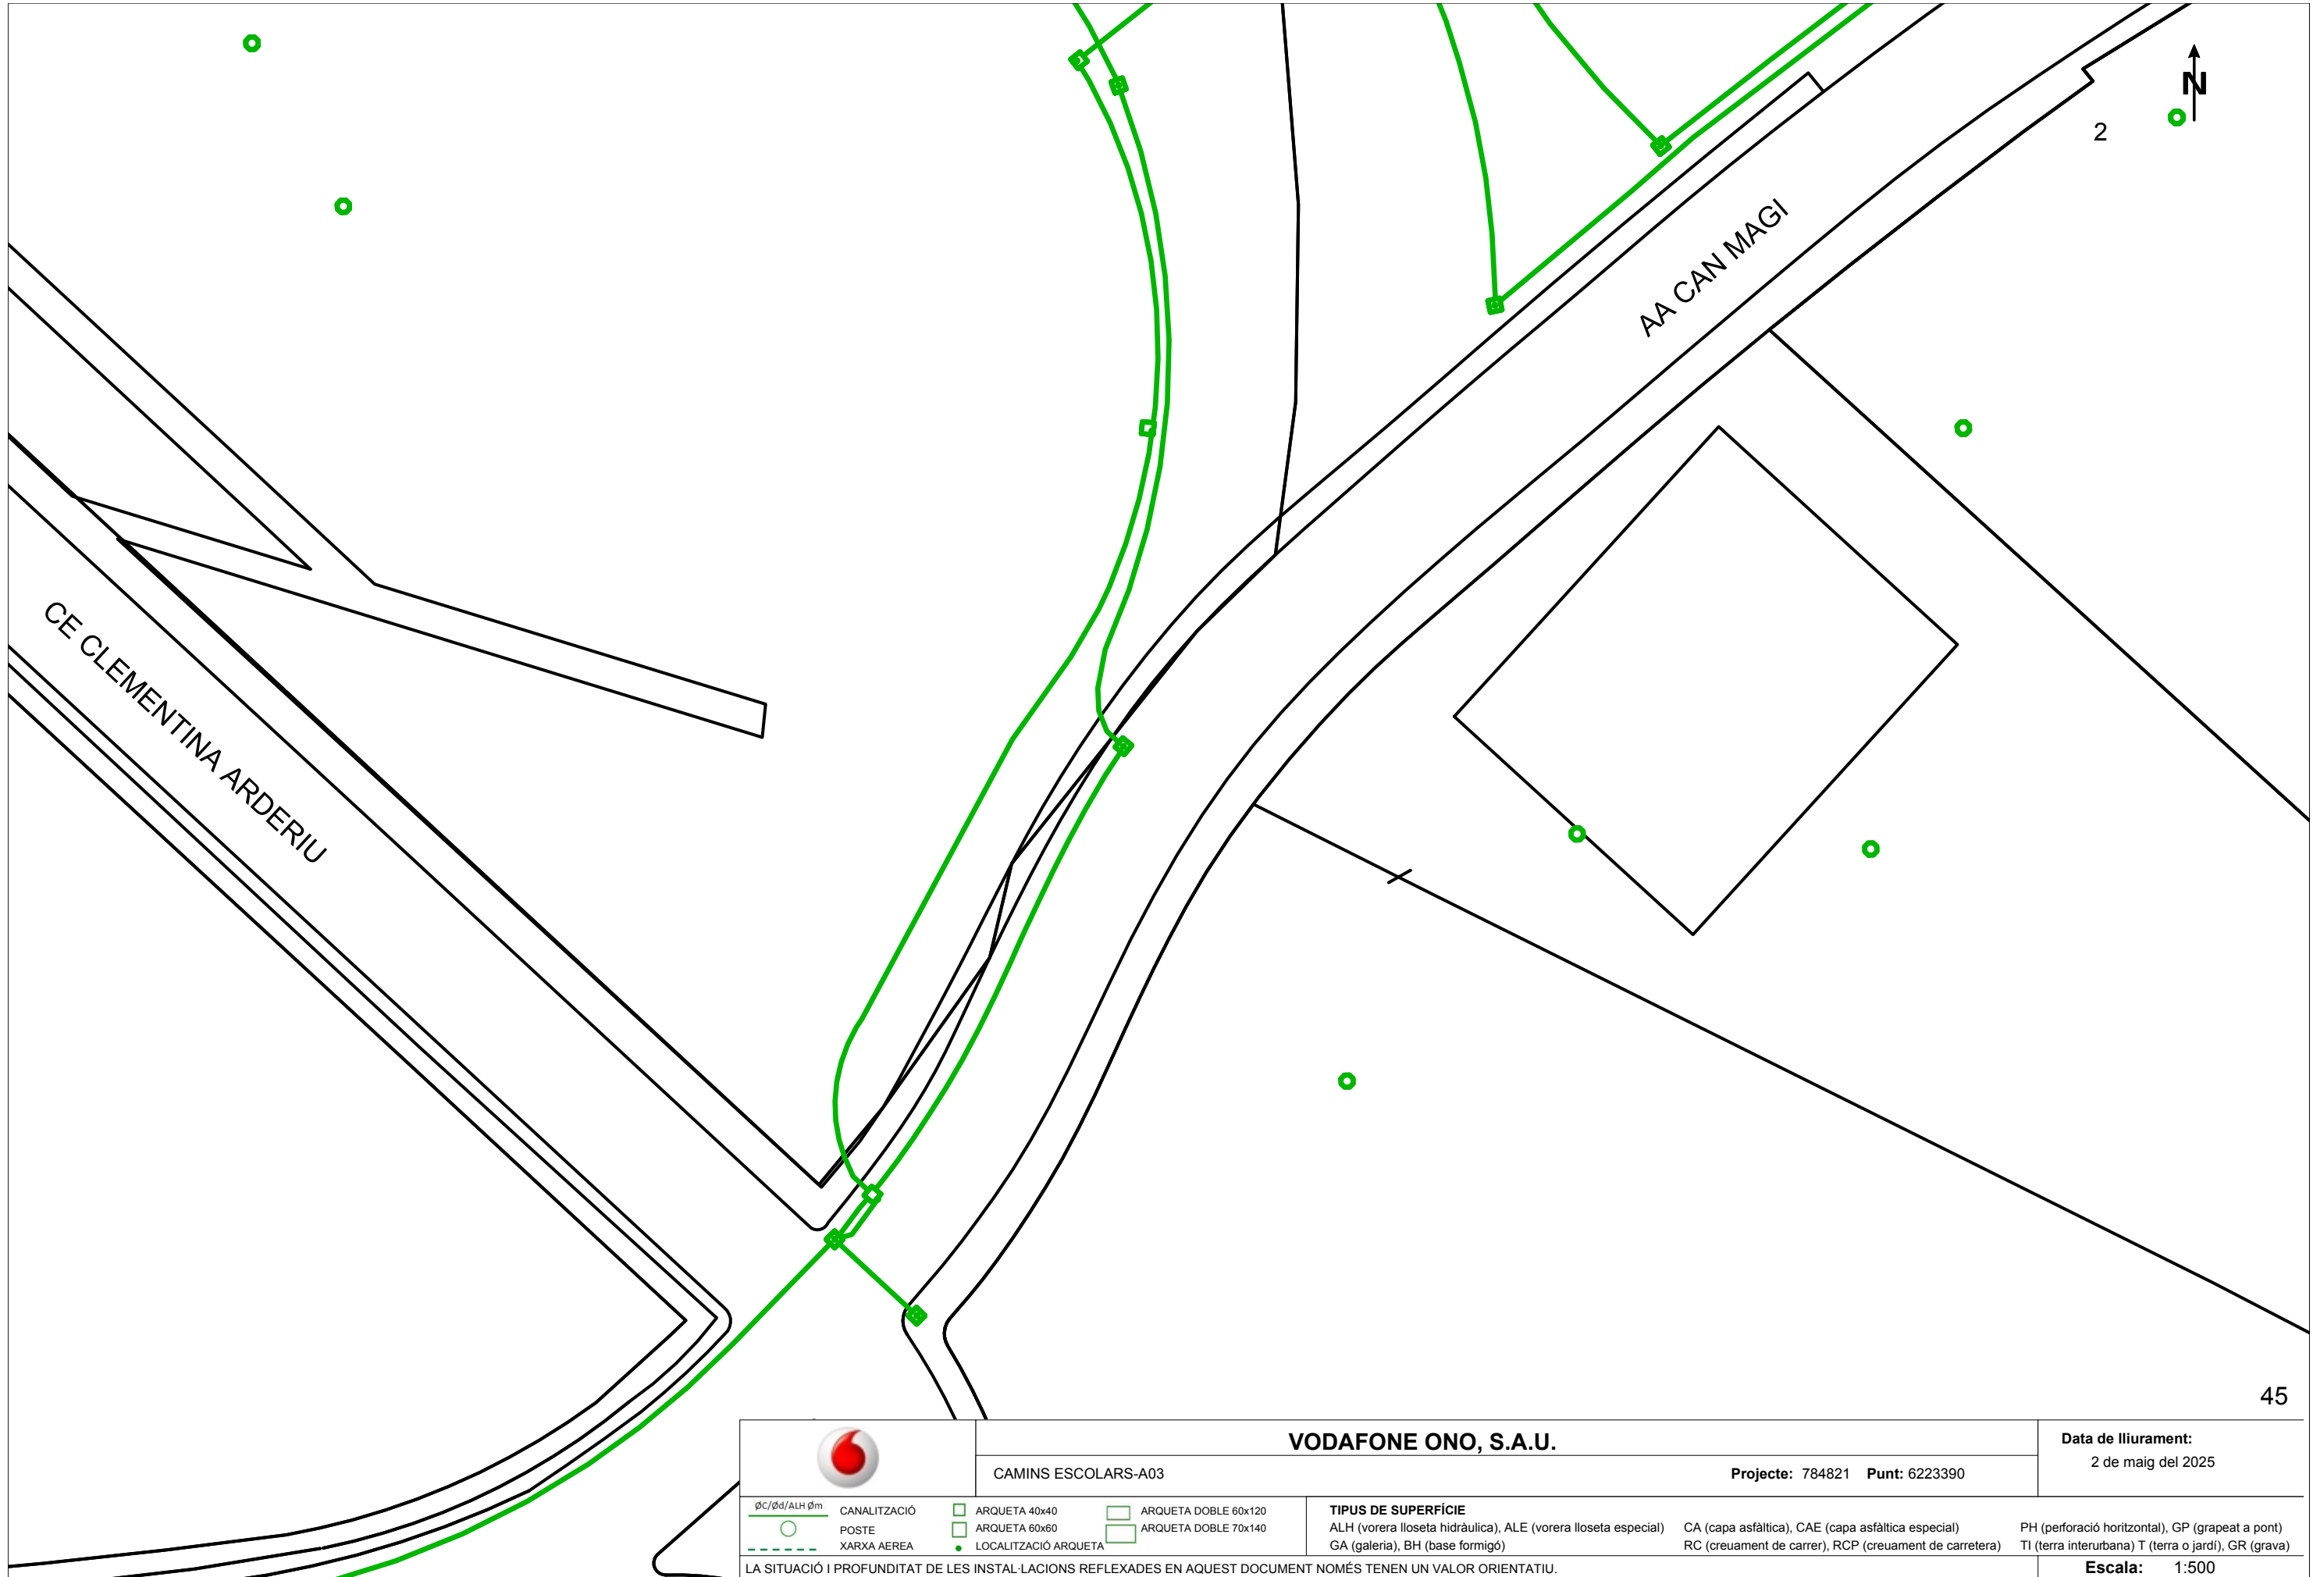 N
2
AA CAN MAGI
CE CLEMENTINA ARDERIU
45
VODAFONE ONO, S.A.U.
CAMINS ESCOLARS-A03
Projecte: 784821 Punt: 6223390
Data de lliurament:
2 de maig del 2025
ØC/Ød/ALH Øm
CANALITZACIÓ
POSTE
XARXA AEREA
ARQUETA 40x40
ARQUETA 60x60
LOCALITZACIÓ ARQUETA
ARQUETA DOBLE 60x120
ARQUETA DOBLE 70x140
TIPUS DE SUPERFÍCIE
ALH (vorera lloseta hidràulica), ALE (vorera lloseta especial)
GA (galeria), BH (base formigó)
CA (capa asfàltica), CAE (capa asfàltica especial)
RC (creuament de carrer), RCP (creuament de carretera)
PH (perforació horitzontal), GP (grapeat a pont)
TI (terra interurbana) T (terra o jardí), GR (grava)
LA SITUACIÓ I PROFUNDITAT DE LES INSTAL·LACIONS REFLEXADES EN AQUEST DOCUMENT NOMÉS TENEN UN VALOR ORIENTATIU.
Escala: 1:500